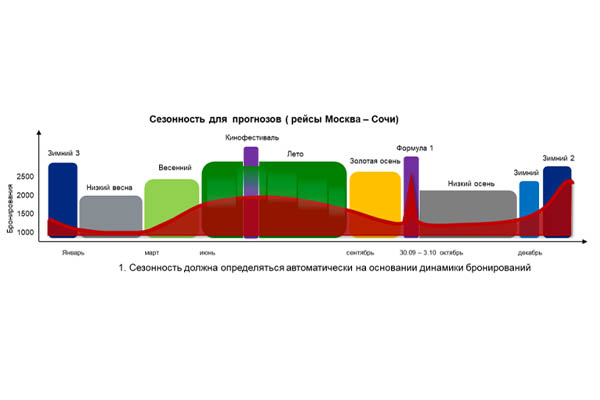 Сезонность для прогнозов ( рейсы Москва – Сочи)
Кинофестиваль
Формула 1
Зимний 3
Лето
Золотая осень
Зимний 2
Весенний
Зимний
Низкий весна
Низкий осень
Бронирования
2500
2000
1500
1000
Январь
март
июнь
сентябрь
30.09 – 3.10 октябрь
декабрь
1. Сезонность должна определяться автоматически на основании динамики бронирований